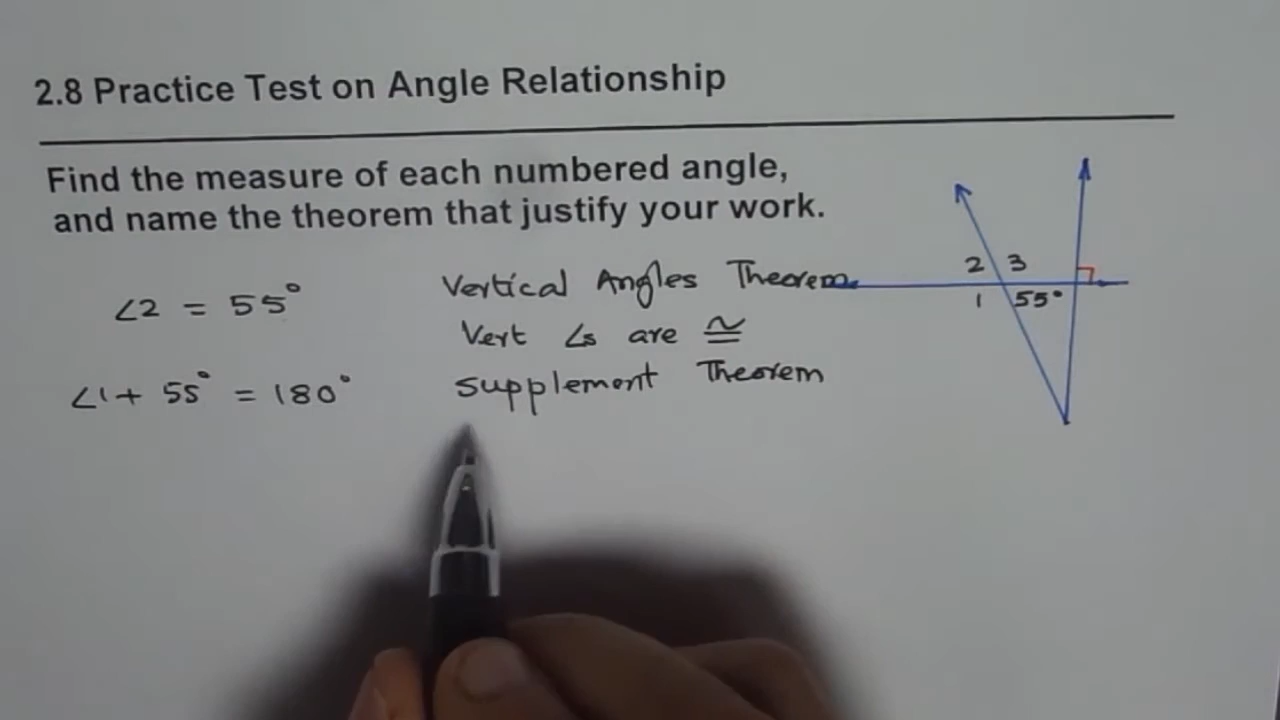 2.8 Practice Test on Angle Relationship
Find the measure of each numbered angle,
and name the theorem that justify your work.
∠2 = 55°
Vertical Angles Theorem
Vert ∠s are ≅
∠1 + 55° = 180°
supplement Theorem
2 3
1 55°